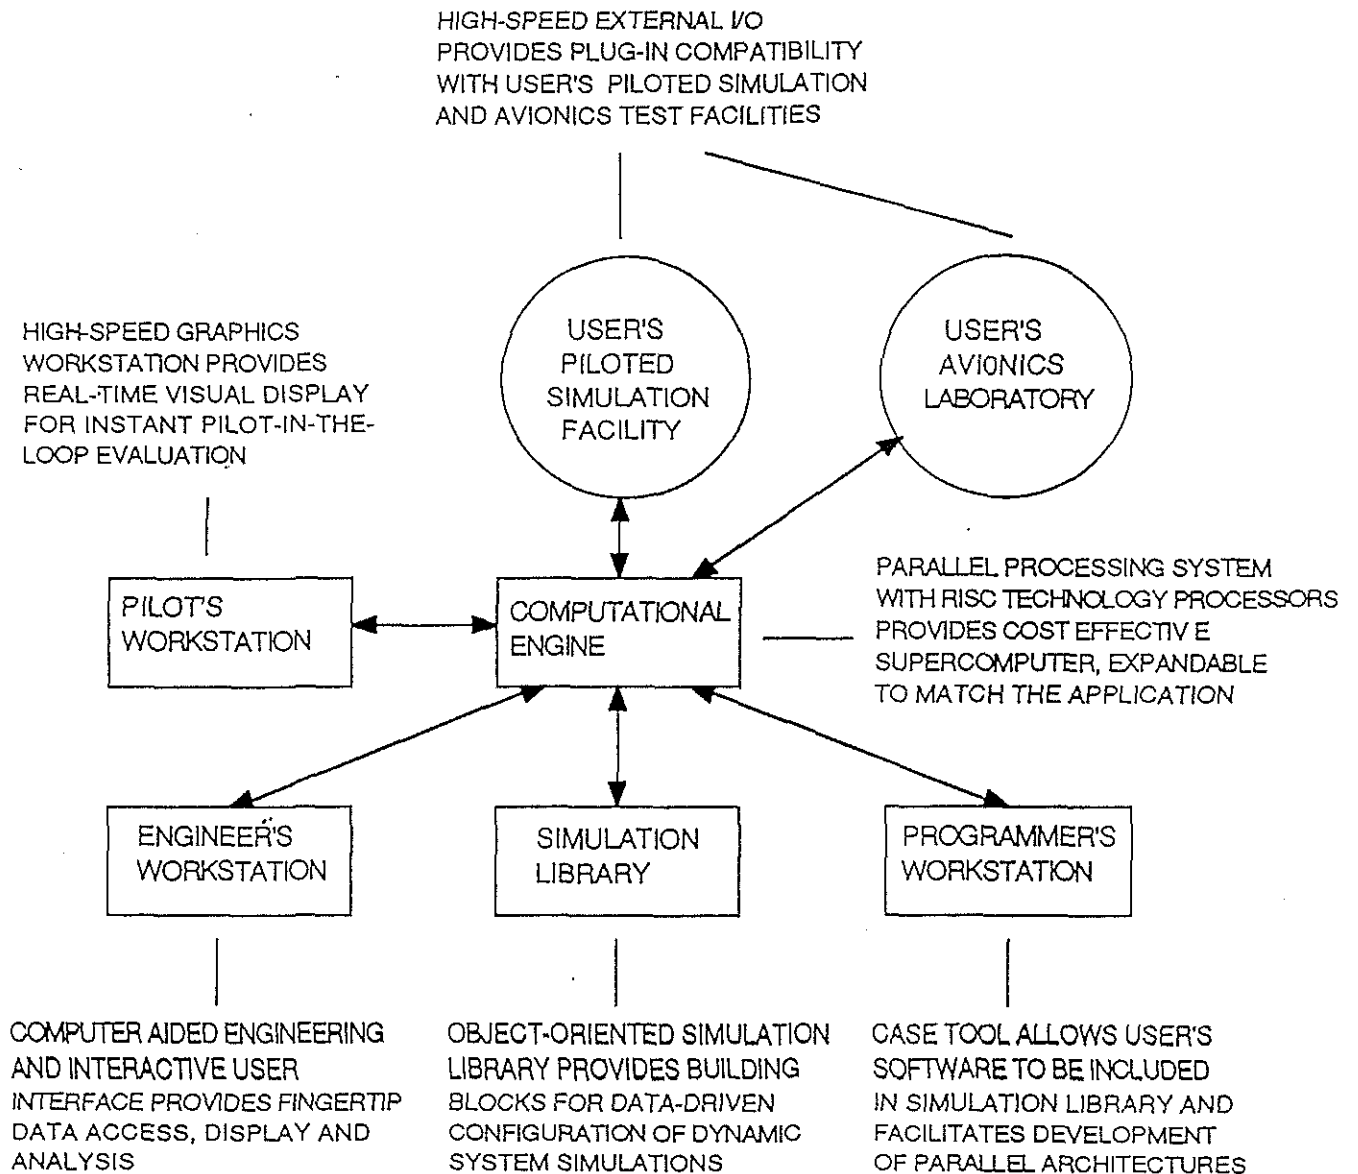 HIGH-SPEED EXTERNAL I/O
PROVIDES PLUG-IN COMPATIBILITY
WITH USER'S PILOTED SIMULATION
AND AVIONICS TEST FACILITIES
HIGH-SPEED GRAPHICS
WORKSTATION PROVIDES
REAL-TIME VISUAL DISPLAY
FOR INSTANT PILOT-IN-THE-
LOOP EVALUATION
USER'S
PILOTED
SIMULATION
FACILITY
USER'S
AVIONICS
LABORATORY
PILOT'S
WORKSTATION
COMPUTATIONAL
ENGINE
PARALLEL PROCESSING SYSTEM
WITH RISC TECHNOLOGY PROCESSORS
PROVIDES COST EFFECTIVE
SUPERCOMPUTER, EXPANDABLE
TO MATCH THE APPLICATION
ENGINEER'S
WORKSTATION
SIMULATION
LIBRARY
PROGRAMMER'S
WORKSTATION
COMPUTER AIDED ENGINEERING
AND INTERACTIVE USER
INTERFACE PROVIDES FINGERTIP
DATA ACCESS, DISPLAY AND
ANALYSIS
OBJECT-ORIENTED SIMULATION
LIBRARY PROVIDES BUILDING
BLOCKS FOR DATA-DRIVEN
CONFIGURATION OF DYNAMIC
SYSTEM SIMULATIONS
CASE TOOL ALLOWS USER'S
SOFTWARE TO BE INCLUDED
IN SIMULATION LIBRARY AND
FACILITATES DEVELOPMENT
OF PARALLEL ARCHITECTURES